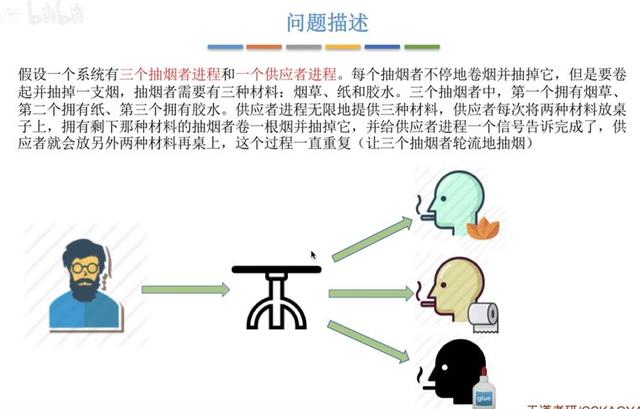 bilibili
问题描述
假设一个系统有三个抽烟者进程和一个供应者进程。每个抽烟者不停地卷烟并抽掉它，但是要卷
起并抽掉一支烟，抽烟者需要有三种材料：烟草、纸和胶水。三个抽烟者中，第一个拥有烟草、
第二个拥有纸、第三个拥有胶水。供应者进程无限地提供三种材料，供应者每次将两种材料放桌
子上，拥有剩下那种材料的抽烟者卷一根烟并抽掉它，并给供应者进程一个信号告诉完成了，供
应者就会放另外两种材料再桌上，这个过程一直重复（让三个抽烟者轮流地抽烟）
glue